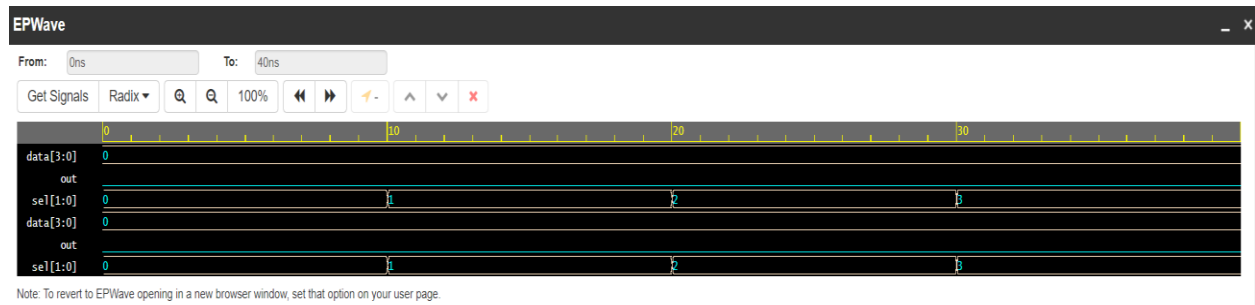 EPWave
From: 0ns To: 40ns
Get Signals Radix 100% -
0 10 20 30
data[3:0] 0
out
sel[1:0] 0 1 2 3
data[3:0] 0
out
sel[1:0] 0 1 2 3
Note: To revert to EPWave opening in a new browser window, set that option on your user page.